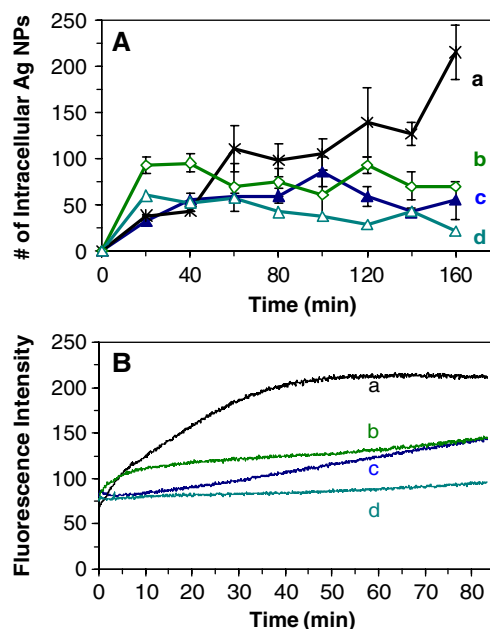 A
# of Intracellular Ag NPs
250
200
150
100
50
0
a
b
c
d
0 40 80 120 160
Time (min)
B
Fluorescence Intensity
250
200
150
100
50
0
a
b
c
d
0 10 20 30 40 50 60 70 80
Time (min)